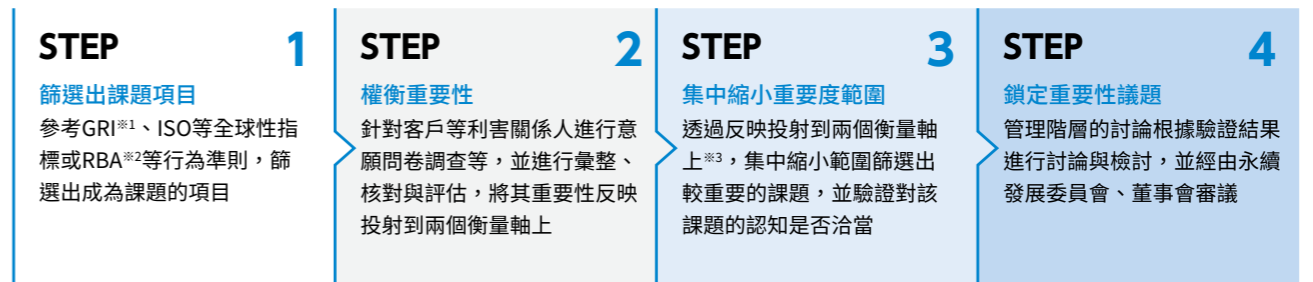 STEP 1
篩選出課題項目
參考GRI※1、ISO等全球性指
標或RBA※2等行為準則，篩
選出成為課題的項目
STEP 2
權衡重要性
針對客戶等利害關係人進行意
願問卷調查等，並進行彙整、
核對與評估，將其重要性反映
投射到兩個衡量軸上
STEP 3
集中縮小重要度範圍
透過反映投射到兩個衡量軸
上※3，集中縮小範圍篩選出
較重要的課題，並驗證對該
課題的認知是否洽當
STEP 4
鎖定重要性議題
管理階層的討論根據驗證結果
進行討論與檢討，並經由永續
發展委員會、董事會審議